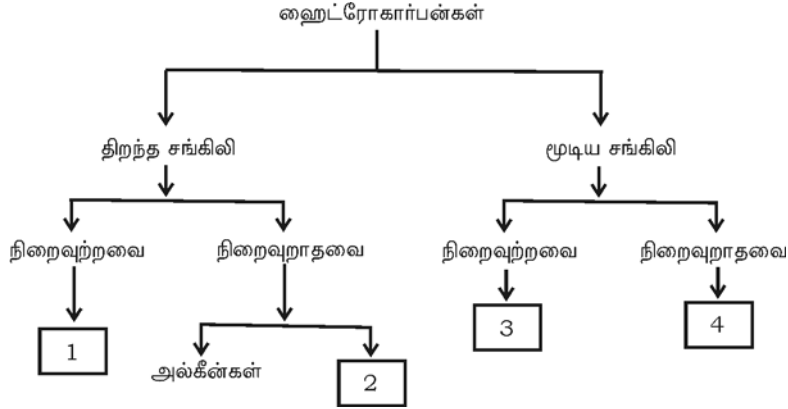 ஹைட்ரோகார்பன்கள்
திறந்த சங்கிலி
மூடிய சங்கிலி
நிறைவுற்றவை
நிறைவுறாதவை
நிறைவுற்றவை
நிறைவுறாதவை
1
அல்கீன்கள்
2
3
4